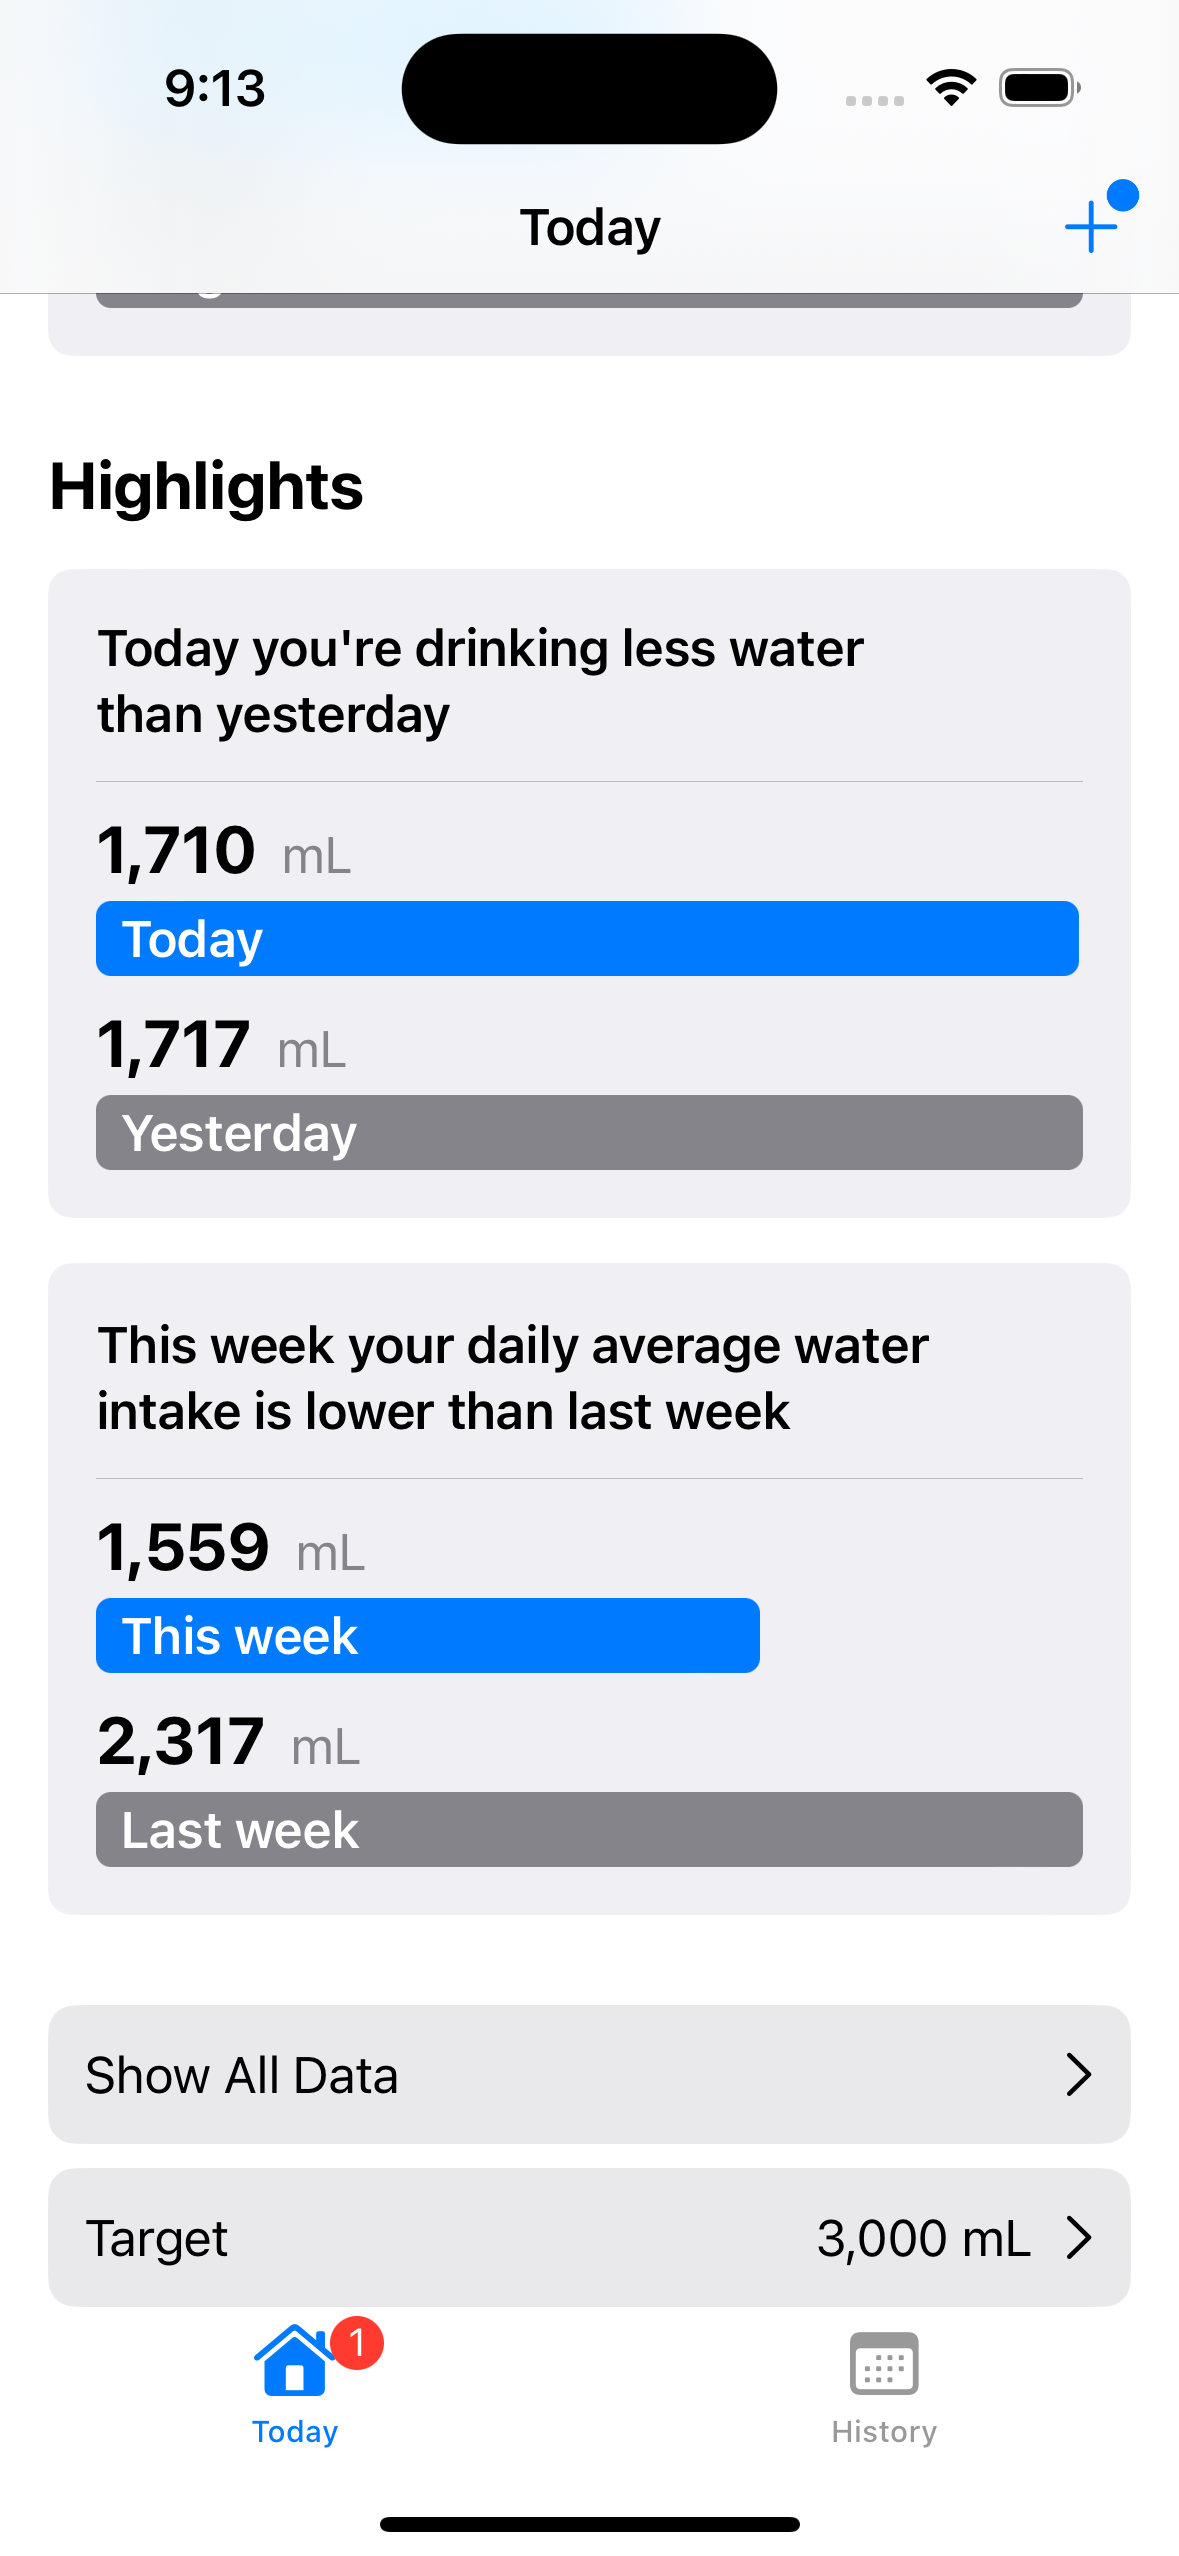 9:13
Today
Highlights
Today you're drinking less water
than yesterday
1,710 mL
Today
1,717 mL
Yesterday
This week your daily average water
intake is lower than last week
1,559 mL
This week
2,317 mL
Last week
Show All Data
Target 3,000 mL
1
Today
History